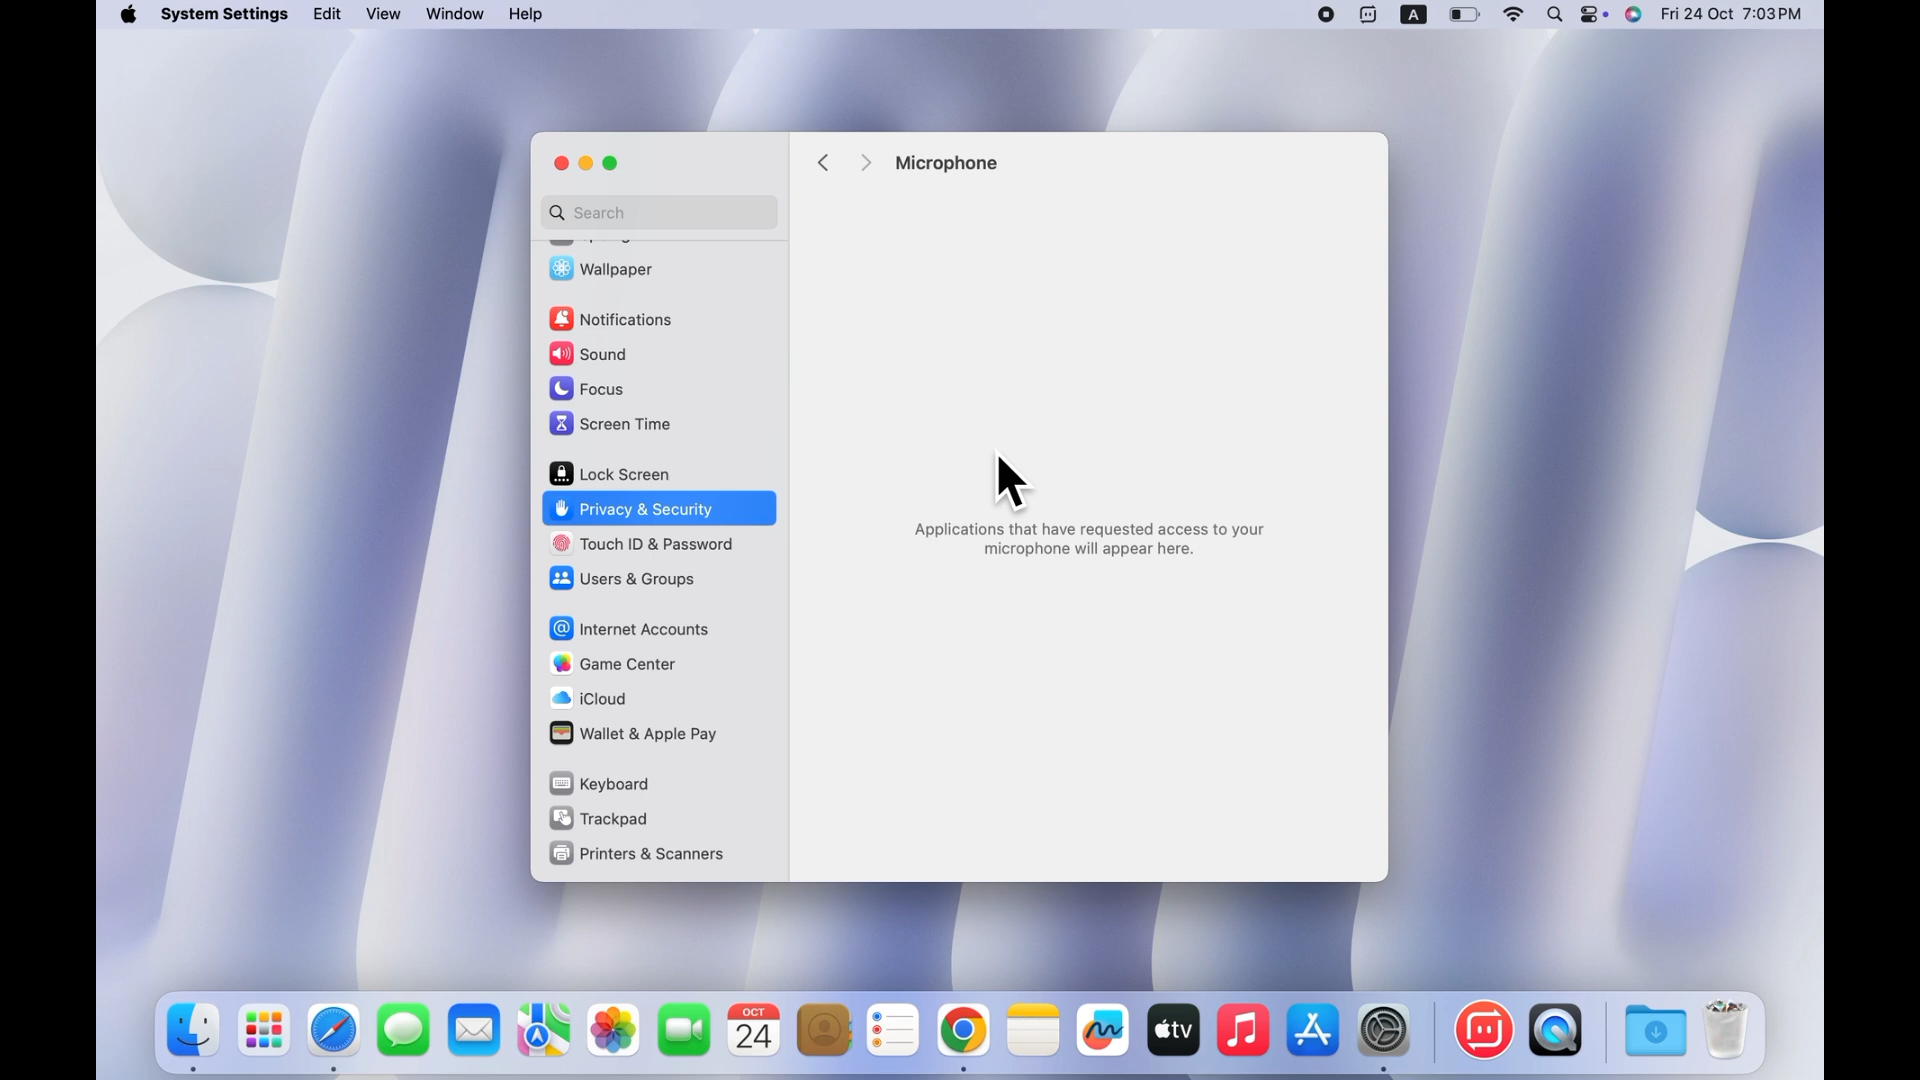 System Settings Edit View Window Help
A Fri 24 Oct 7:03 PM
Microphone
Search
Wallpaper
Notifications
Sound
Focus
Screen Time
Lock Screen
Privacy & Security
Touch ID & Password
Users & Groups
Internet Accounts
Game Center
iCloud
Wallet & Apple Pay
Keyboard
Trackpad
Printers & Scanners
Applications that have requested access to your
microphone will appear here.
OCT
24
tv